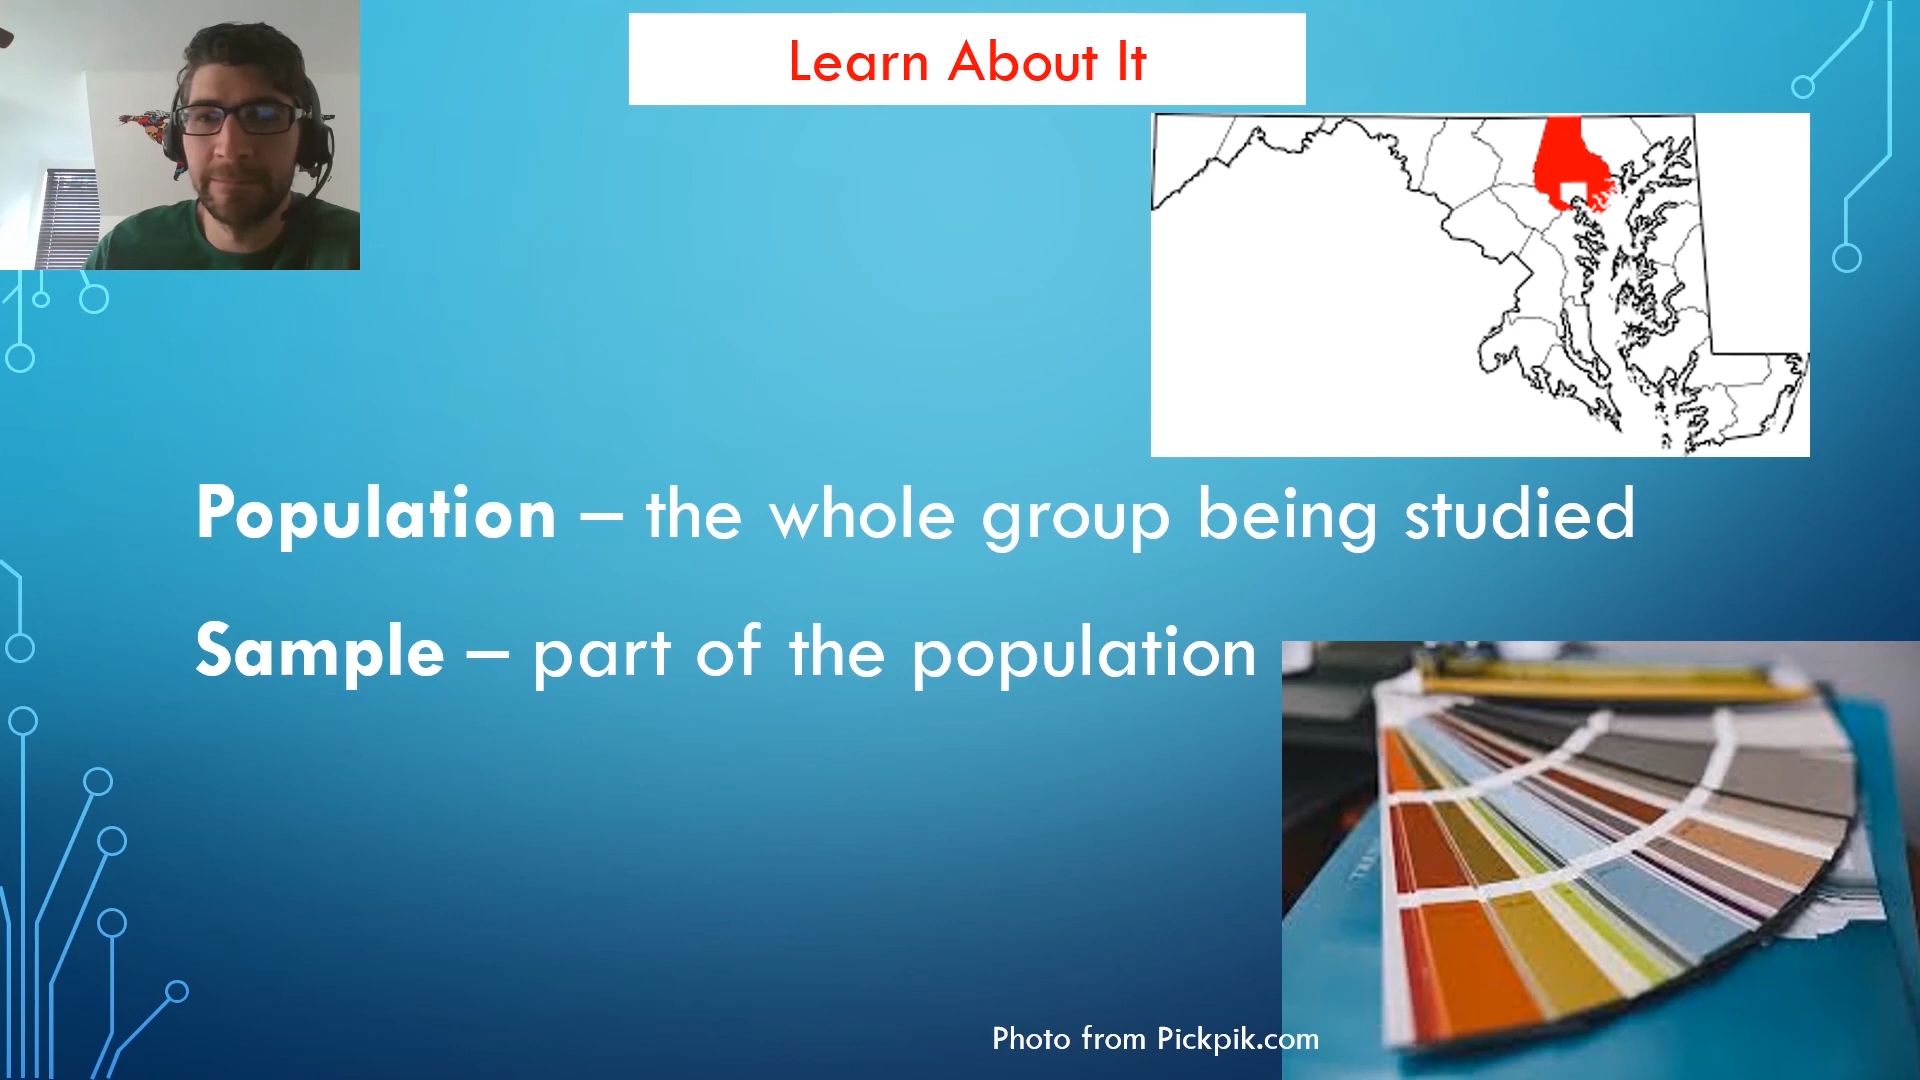 Learn About It
Population – the whole group being studied
Sample – part of the population
Photo from Pickpik.com